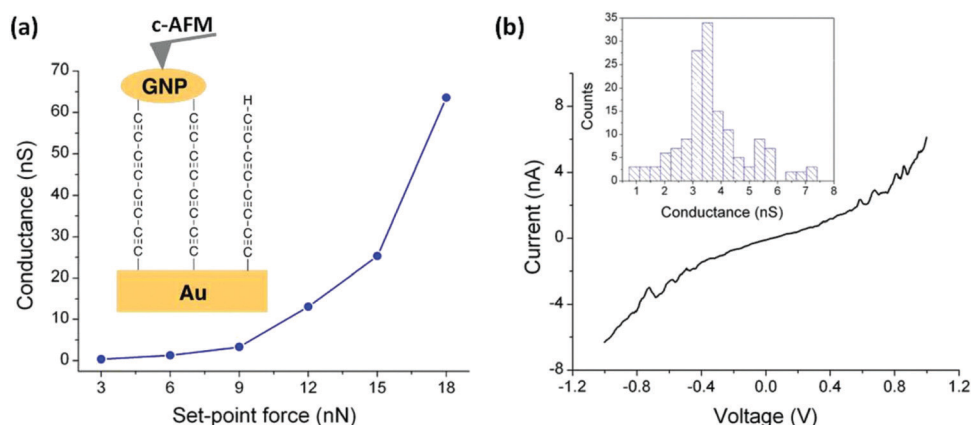 (a)
c-AFM
GNP
H
C≡C-C≡C-C≡C-C≡C
C≡C-C≡C-C≡C-C≡C
C≡C-C≡C-C≡C-C≡C
Au
Conductance (nS)
70
60
50
40
30
20
10
0
3 6 9 12 15 18
Set-point force (nN)
(b)
Current (nA)
8
4
0
-4
-8
-1.2 -0.8 -0.4 0.0 0.4 0.8 1.2
Voltage (V)
Counts
35
30
25
20
15
10
5
0
1 2 3 4 5 6 7 8
Conductance (nS)